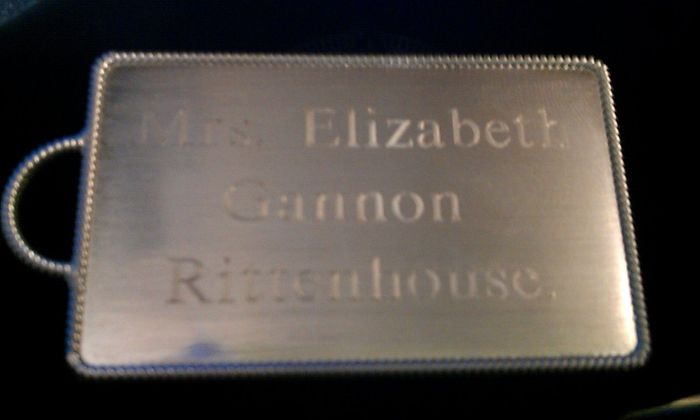 Mrs. Elizabeth
Gannon
Rittenhouse.